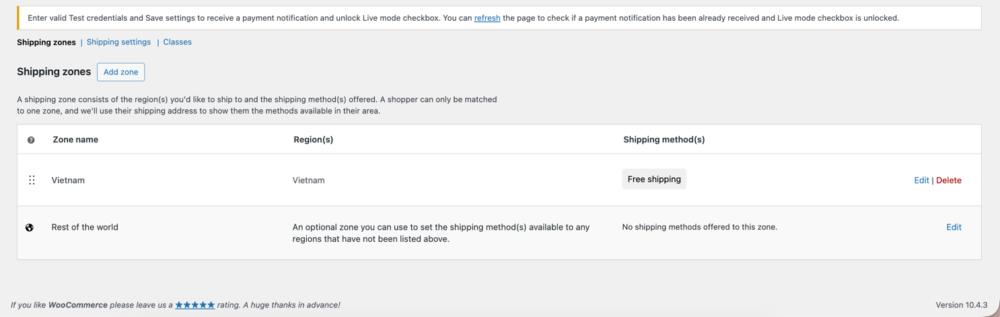 Enter valid Test credentials and Save settings to receive a payment notification and unlock Live mode checkbox. You can refresh the page to check if a payment notification has been already received and Live mode checkbox is unlocked.
Shipping zones | Shipping settings | Classes
Shipping zones Add zone
A shipping zone consists of the region(s) you'd like to ship to and the shipping method(s) offered. A shopper can only be matched
to one zone, and we'll use their shipping address to show them the methods available in their area.
? Zone name Region(s) Shipping method(s)
Vietnam Vietnam Free shipping Edit | Delete
Rest of the world An optional zone you can use to set the shipping method(s) available to any No shipping methods offered to this zone. Edit
regions that have not been listed above.
If you like WooCommerce please leave us a ★★★★★ rating. A huge thanks in advance! Version 10.4.3